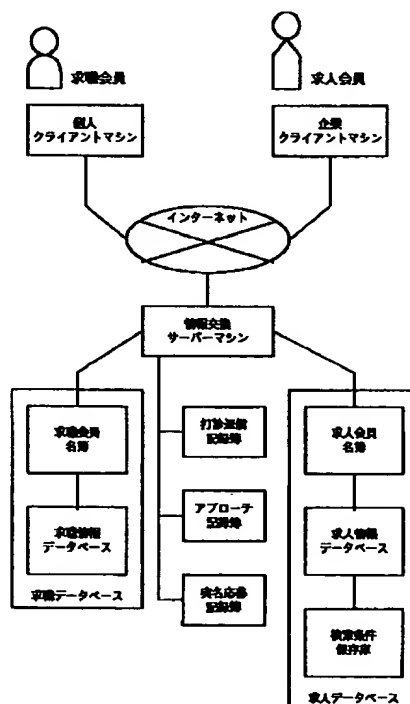 求職会員
求人会員
個人
クライアントマシン
企業
クライアントマシン
インターネット
情報交換
サーバーマシン
求職会員
名簿
打診送信
記録簿
求人会員
名簿
求職情報
データベース
アプローチ
記録簿
求人情報
データベース
求職データベース
実名応募
記録簿
検索条件
保存庫
求人データベース